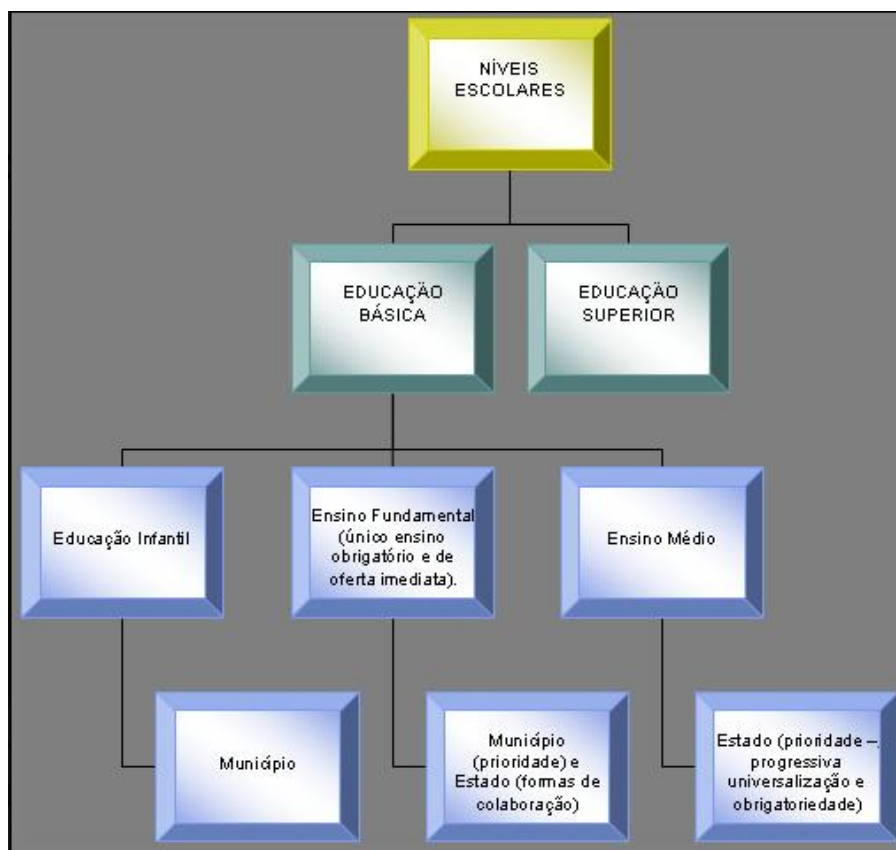 NÍVEIS
ESCOLARES
EDUCAÇÃO
BÁSICA
EDUCAÇÃO
SUPERIOR
Educação Infantil
Ensino Fundamental
(único ensino
obrigatório e de
oferta imediata).
Ensino Médio
Município
Município
(prioridade) e
Estado (formas de
colaboração)
Estado (prioridade –
progressiva
universalização e
obrigatoriedade)